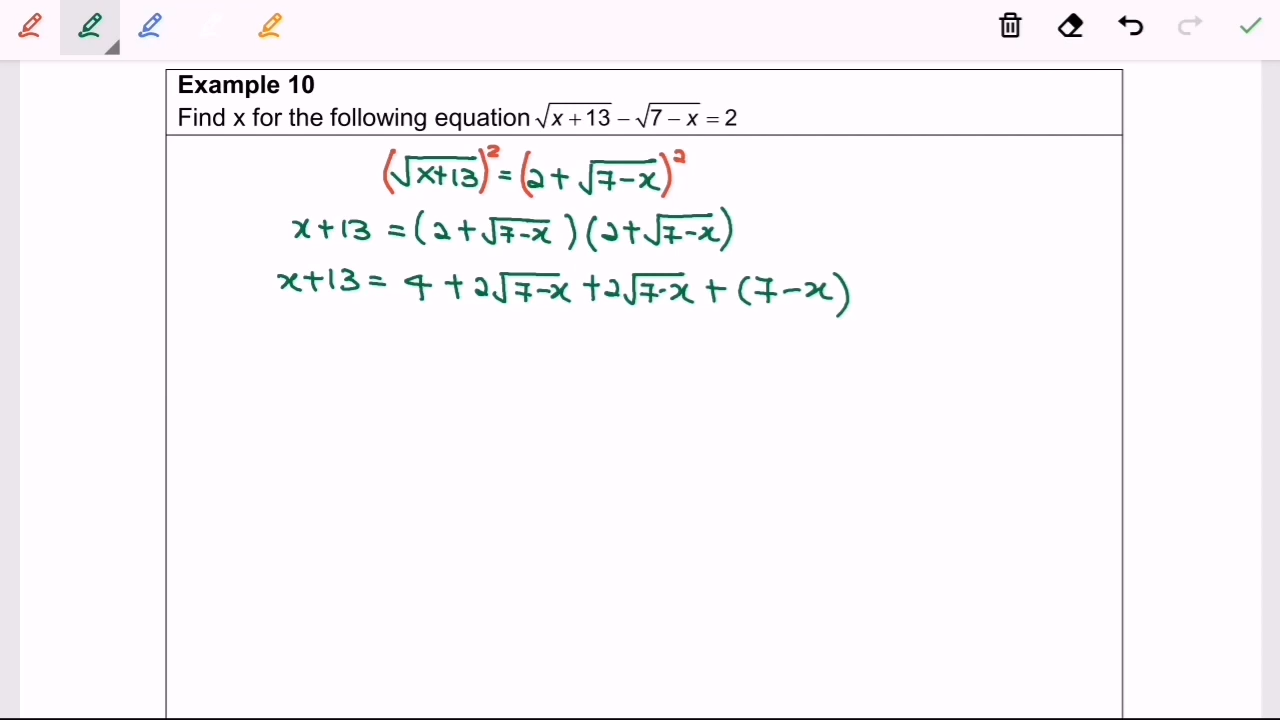 Example 10
Find x for the following equation √(x + 13) − √(7 − x) = 2
(√(x+13))² = (2 + √(7−x))²
x + 13 = (2 + √(7−x)) (2 + √(7−x))
x + 13 = 4 + 2√(7−x) + 2√(7−x) + (7 − x)